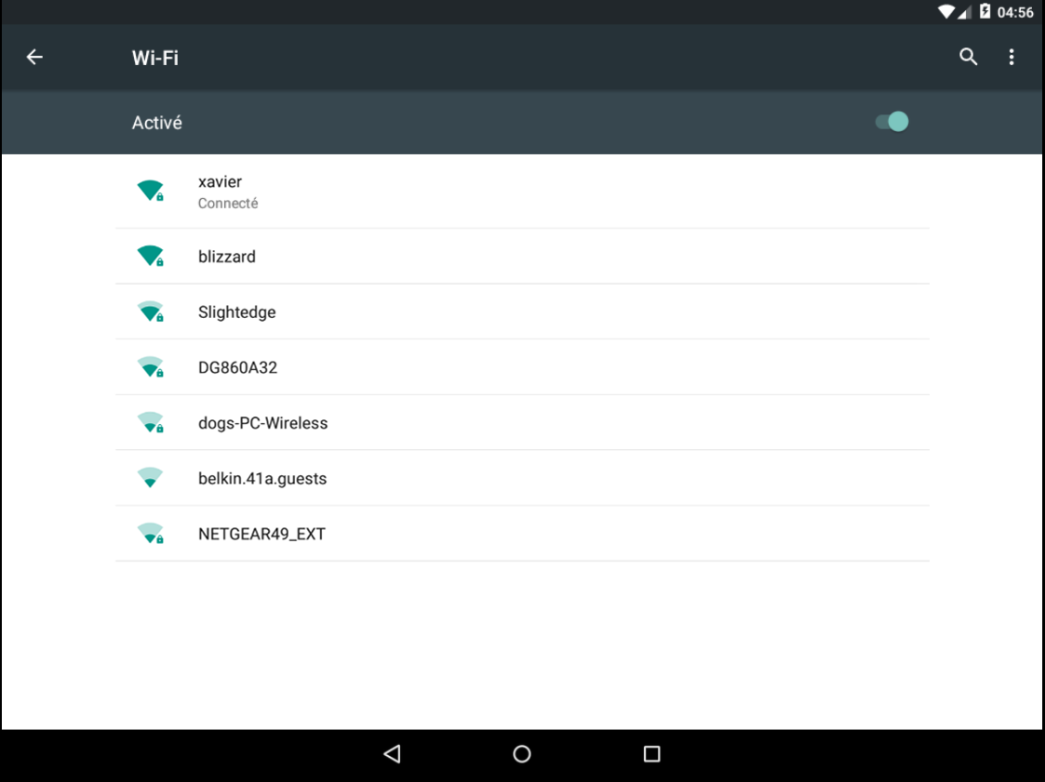 04:56
Wi-Fi
Activé
xavier
Connecté
blizzard
Slightedge
DG860A32
dogs-PC-Wireless
belkin.41a.guests
NETGEAR49_EXT